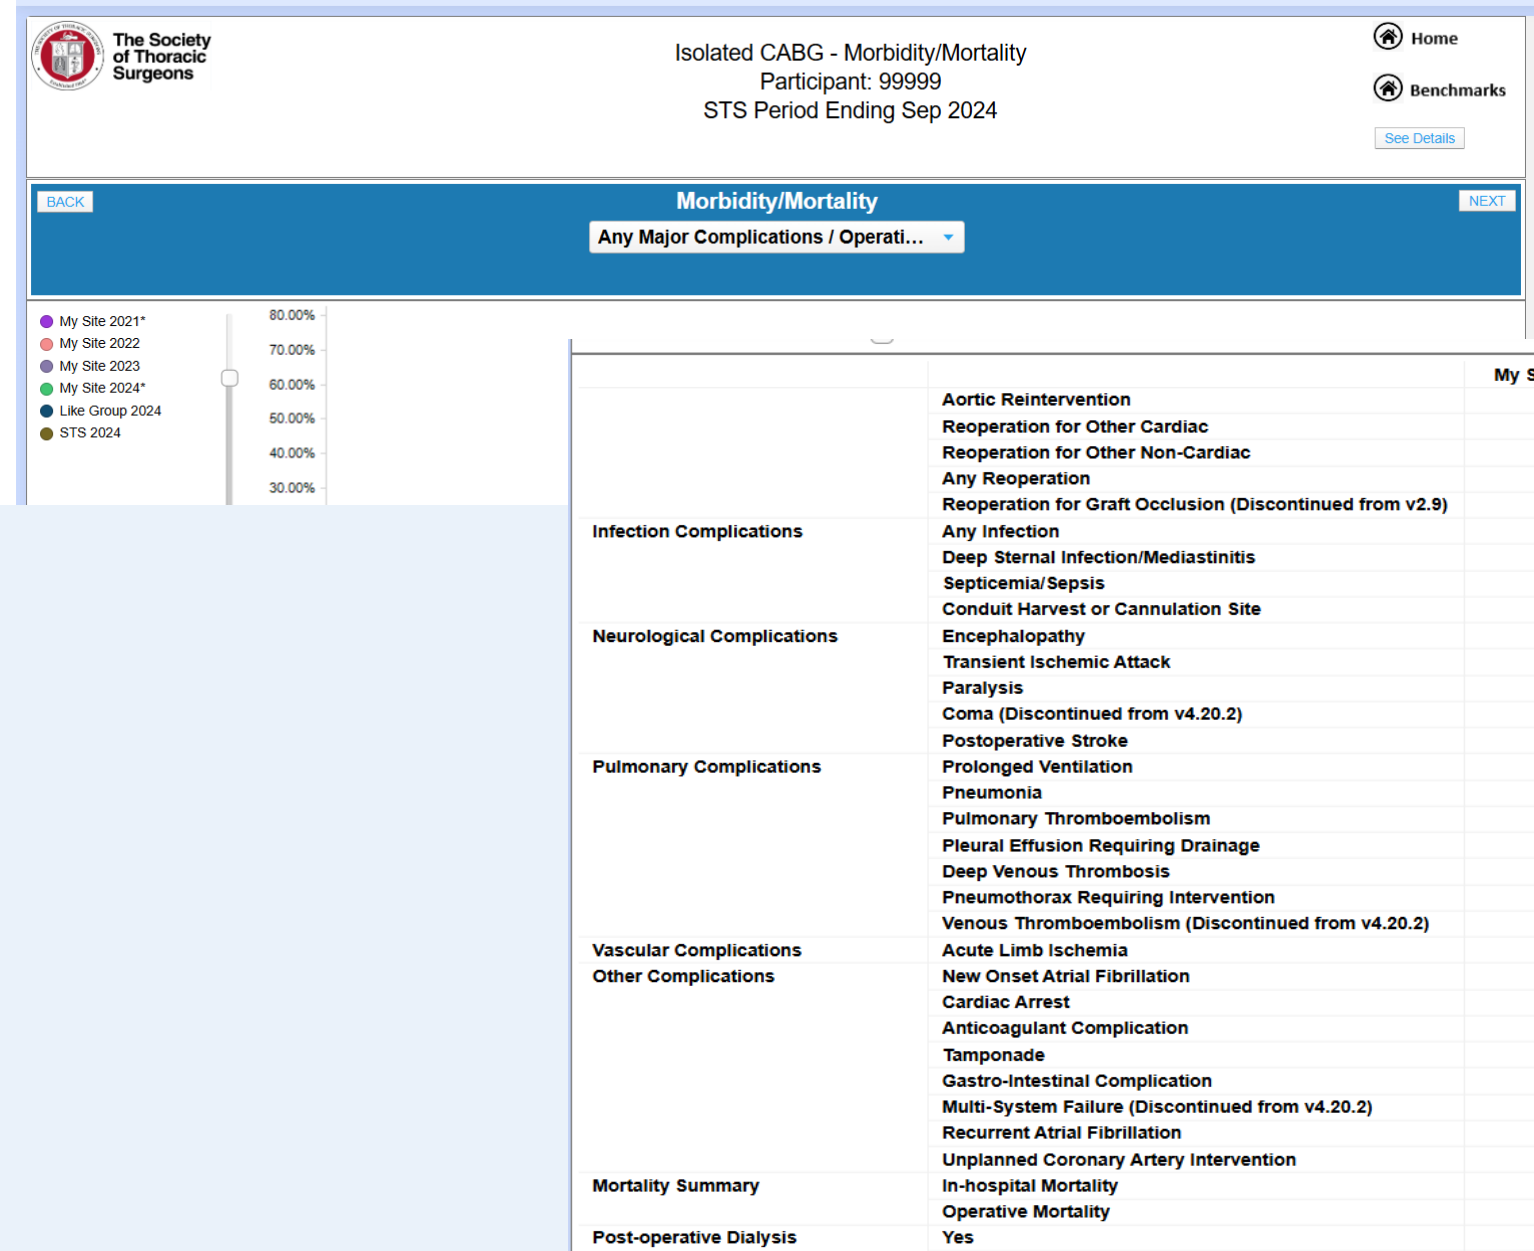 The Society
of Thoracic
Surgeons
Isolated CABG - Morbidity/Mortality
Participant: 99999
STS Period Ending Sep 2024
Home
Benchmarks
See Details
BACK
Morbidity/Mortality
NEXT
Any Major Complications / Operati...
My Site 2021*
My Site 2022
My Site 2023
My Site 2024*
Like Group 2024
STS 2024
80.00%
70.00%
60.00%
50.00%
40.00%
30.00%
My S
Aortic Reintervention
Reoperation for Other Cardiac
Reoperation for Other Non-Cardiac
Any Reoperation
Reoperation for Graft Occlusion (Discontinued from v2.9)
Infection Complications Any Infection
Deep Sternal Infection/Mediastinitis
Septicemia/Sepsis
Conduit Harvest or Cannulation Site
Neurological Complications Encephalopathy
Transient Ischemic Attack
Paralysis
Coma (Discontinued from v4.20.2)
Postoperative Stroke
Pulmonary Complications Prolonged Ventilation
Pneumonia
Pulmonary Thromboembolism
Pleural Effusion Requiring Drainage
Deep Venous Thrombosis
Pneumothorax Requiring Intervention
Venous Thromboembolism (Discontinued from v4.20.2)
Vascular Complications Acute Limb Ischemia
Other Complications New Onset Atrial Fibrillation
Cardiac Arrest
Anticoagulant Complication
Tamponade
Gastro-Intestinal Complication
Multi-System Failure (Discontinued from v4.20.2)
Recurrent Atrial Fibrillation
Unplanned Coronary Artery Intervention
Mortality Summary In-hospital Mortality
Operative Mortality
Post-operative Dialysis Yes